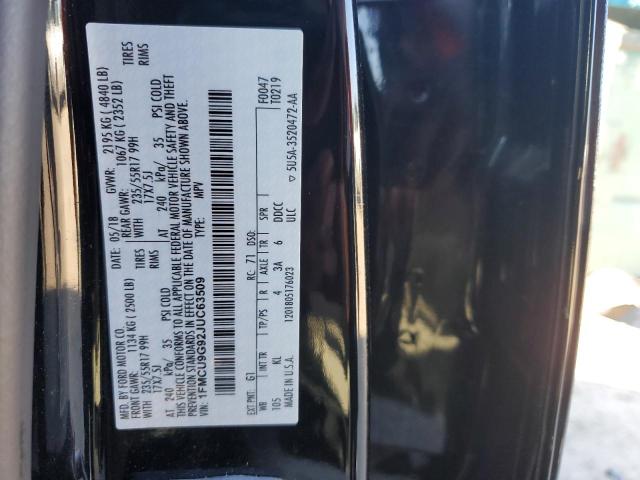 MFD. BY FORD MOTOR CO.
DATE: 05/18 GVWR: 2195 KG ( 4840 LB)
FRONT GAWR: 1134 KG ( 2500 LB) REAR GAWR: 1067 KG ( 2352 LB)
WITH 235/55R17 99H TIRES WITH 235/55R17 99H TIRES
17X7.5J RIMS 17X7.5J RIMS
AT 240 kPa/ 35 PSI COLD AT 240 kPa/ 35 PSI COLD
THIS VEHICLE CONFORMS TO ALL APPLICABLE FEDERAL MOTOR VEHICLE SAFETY AND THEFT
PREVENTION STANDARDS IN EFFECT ON THE DATE OF MANUFACTURE SHOWN ABOVE.
VIN: 1FMCU9G92JUC63509
TYPE: MPV
F0047
T0219
EXT PNT: G1 RC: 71 DSO:
WB INT TR TP/PS R AXLE TR SPR
105 KL 4 3A 6 DDCC
MADE IN U.S.A. 1201805176023 ULC
▽ 5U5A-3520472-AA